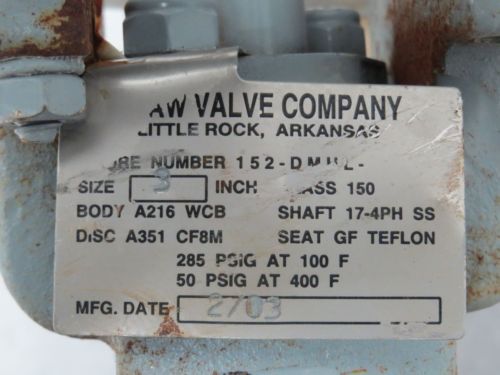 AW VALVE COMPANY
LITTLE ROCK, ARKANSAS
RE NUMBER 152-DMHL-
SIZE 3 INCH ASS 150
BODY A216 WCB SHAFT 17-4PH SS
DISC A351 CF8M SEAT GF TEFLON
285 PSIG AT 100 F
50 PSIG AT 400 F
MFG. DATE 2/03